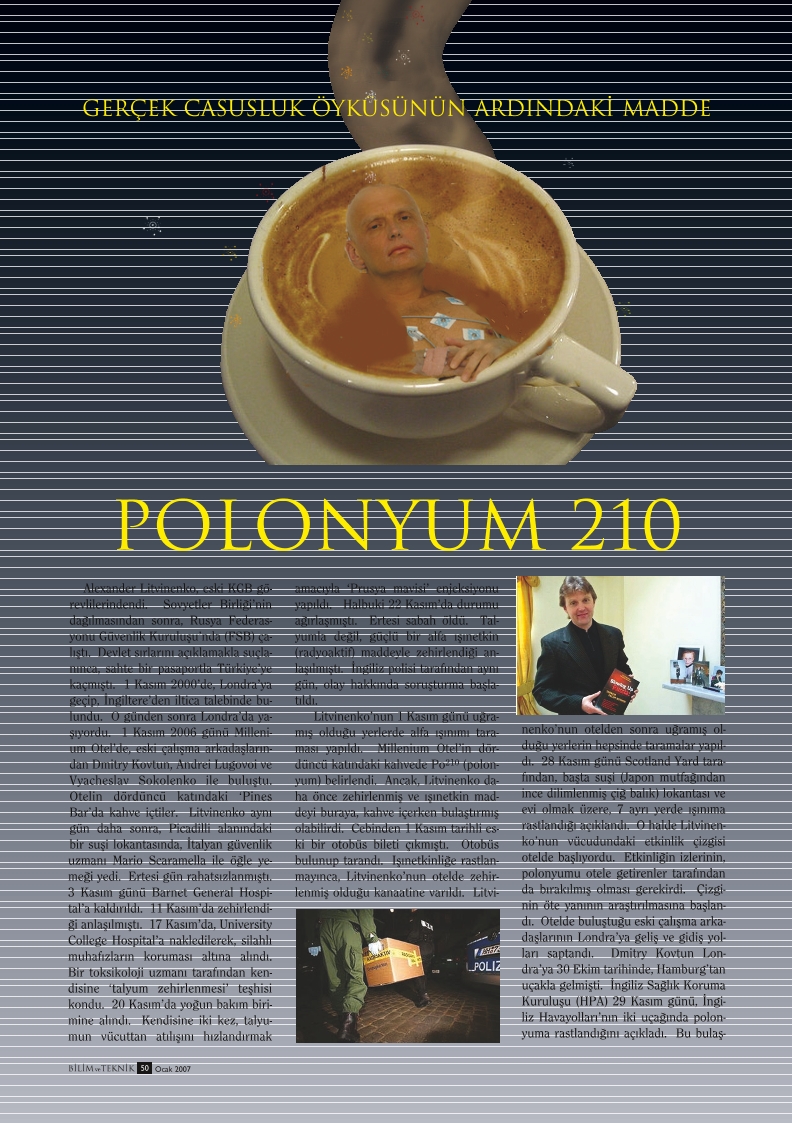 GERÇEK CASUSLUK ÖYKÜSÜNÜN ARDINDAKİ MADDE
POLONYUM 210
Alexander Litvinenko, eski KGB gö-
revlilerindendi. Sovyetler Birliği’nin
dağılmasından sonra, Rusya Federas-
yonu Güvenlik Kuruluşu’nda (FSB) ça-
lıştı. Devlet sırlarını açıklamakla suçla-
nınca, sahte bir pasaportla Türkiye’ye
kaçmıştı. 1 Kasım 2000’de, Londra’ya
geçip, İngiltere’den iltica talebinde bu-
lundu. O günden sonra Londra’da ya-
şıyordu. 1 Kasım 2006 günü Milleni-
um Otel’de, eski çalışma arkadaşların-
dan Dmitry Kovtun, Andrei Lugovoi ve
Vyacheslav Sokolenko ile buluştu.
Otelin dördüncü katındaki ‘Pines
Bar’da kahve içtiler. Litvinenko aynı
gün daha sonra, Picadilli alanındaki
bir suşi lokantasında, İtalyan güvenlik
uzmanı Mario Scaramella ile öğle ye-
meği yedi. Ertesi gün rahatsızlanmıştı.
3 Kasım günü Barnet General Hospi-
tal’a kaldırıldı. 11 Kasım’da zehirlendi-
ği anlaşılmıştı. 17 Kasım’da, University
College Hospital’a nakledilerek, silahlı
muhafızların koruması altına alındı.
Bir toksikoloji uzmanı tarafından ken-
disine ‘talyum zehirlenmesi’ teşhisi
kondu. 20 Kasım’da yoğun bakım biri-
mine alındı. Kendisine iki kez, talyu-
mun vücuttan atılışını hızlandırmak
amacıyla ‘Prusya mavisi’ enjeksiyonu
yapıldı. Halbuki 22 Kasım’da durumu
ağırlaşmıştı. Ertesi sabah öldü. Tal-
yumla değil, güçlü bir alfa ışınetkin
(radyoaktif) maddeyle zehirlendiği an-
laşılmıştı. İngiliz polisi tarafından aynı
gün, olay hakkında soruşturma başla-
tıldı.
Litvinenko’nun 1 Kasım günü uğra-
mış olduğu yerlerde alfa ışınımı tara-
ması yapıldı. Millenium Otel’in dör-
düncü katındaki kahvede Po²¹⁰ (polon-
yum) belirlendi. Ancak, Litvinenko da-
ha önce zehirlenmiş ve ışınetkin mad-
deyi buraya, kahve içerken bulaştırmış
olabilirdi. Cebinden 1 Kasım tarihli es-
ki bir otobüs bileti çıkmıştı. Otobüs
bulunup tarandı. Işınetkinliğe rastlan-
mayınca, Litvinenko’nun otelde zehir-
lenmiş olduğu kanaatine varıldı. Litvi-
nenko’nun otelden sonra uğramış ol-
duğu yerlerin hepsinde taramalar yapıl-
dı. 28 Kasım günü Scotland Yard tara-
fından, başta suşi (Japon mutfağından
ince dilimlenmiş çiğ balık) lokantası ve
evi olmak üzere, 7 ayrı yerde ışınıma
rastlandığı açıklandı. O halde Litvinen-
ko’nun vücudundaki etkinlik çizgisi
otelde başlıyordu. Etkinliğin izlerinin,
polonyumu otele getirenler tarafından
da bırakılmış olması gerekirdi. Çizgi-
nin öte yanının araştırılmasına başlan-
dı. Otelde buluştuğu eski çalışma arka-
daşlarının Londra’ya geliş ve gidiş yol-
ları saptandı. Dmitry Kovtun Lon-
dra’ya 30 Ekim tarihinde, Hamburg’tan
uçakla gelmişti. İngiliz Sağlık Koruma
Kuruluşu (HPA) 29 Kasım günü, İngi-
liz Havayolları’nın iki uçağında polon-
yuma rastlandığını açıkladı. Bu bulaş-
POLIZ
BİLİM ve TEKNİK 50 Ocak 2007